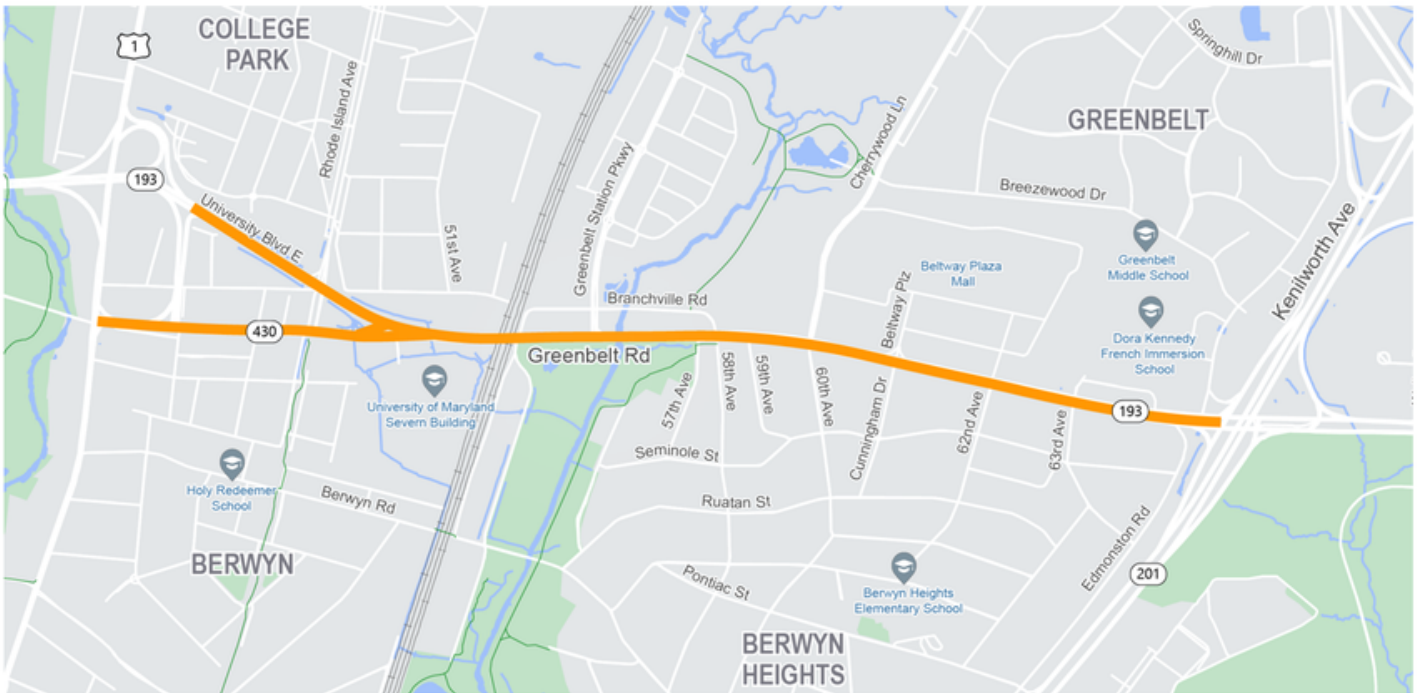 COLLEGE
PARK
1
Springhill Dr
Rhode Island Ave
GREENBELT
Cherrywood Ln
193
Greenbelt Station Pkwy
Breezewood Dr
University Blvd E
51st Ave
Kenilworth Ave
Greenbelt
Middle School
Beltway Plaza
Mall
Branchville Rd
Beltway Plz
430
Dora Kennedy
French Immersion
School
Greenbelt Rd
University of Maryland
Severn Building
57th Ave
58th Ave
59th Ave
60th Ave
Cunningham Dr
62nd Ave
63rd Ave
193
Seminole St
Holy Redeemer
School
Berwyn Rd
Ruatan St
Edmonston Rd
BERWYN
Pontiac St
201
Berwyn Heights
Elementary School
BERWYN
HEIGHTS